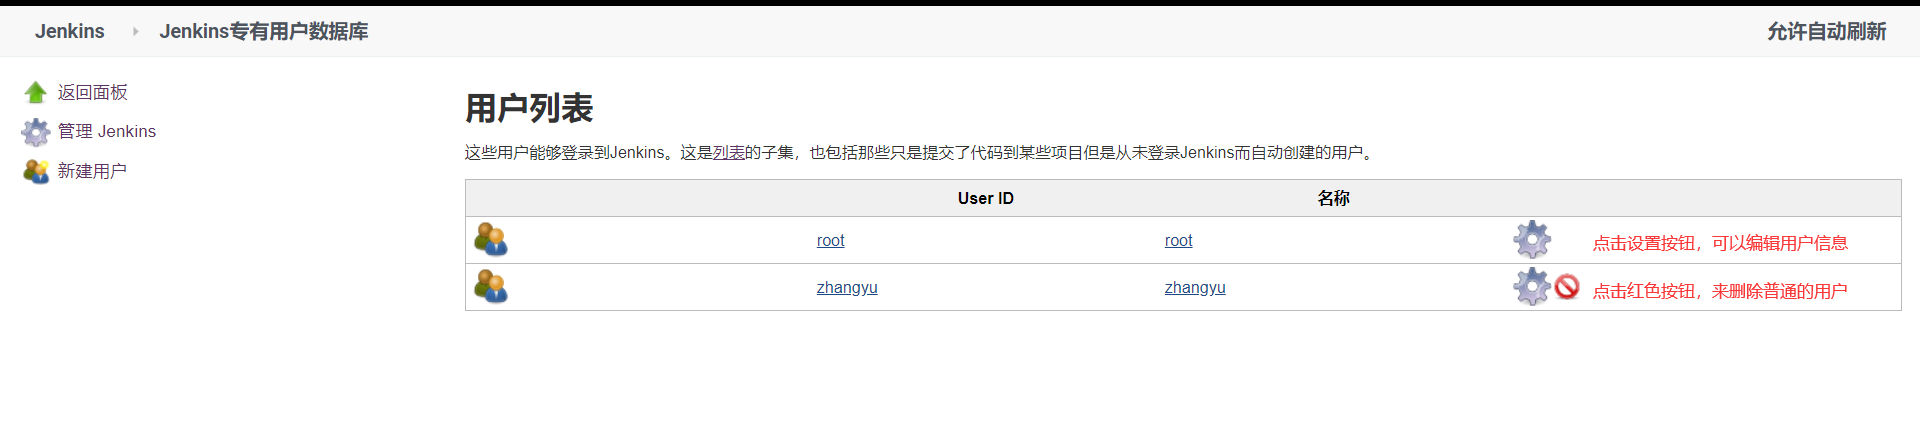 Jenkins Jenkins专有用户数据库 允许自动刷新
返回面板
管理 Jenkins
新建用户
用户列表
这些用户能够登录到Jenkins。这是列表的子集，也包括那些只是提交了代码到某些项目但是从未登录Jenkins而自动创建的用户。
User ID 名称
root root 点击设置按钮，可以编辑用户信息
zhangyu zhangyu 点击红色按钮，来删除普通的用户